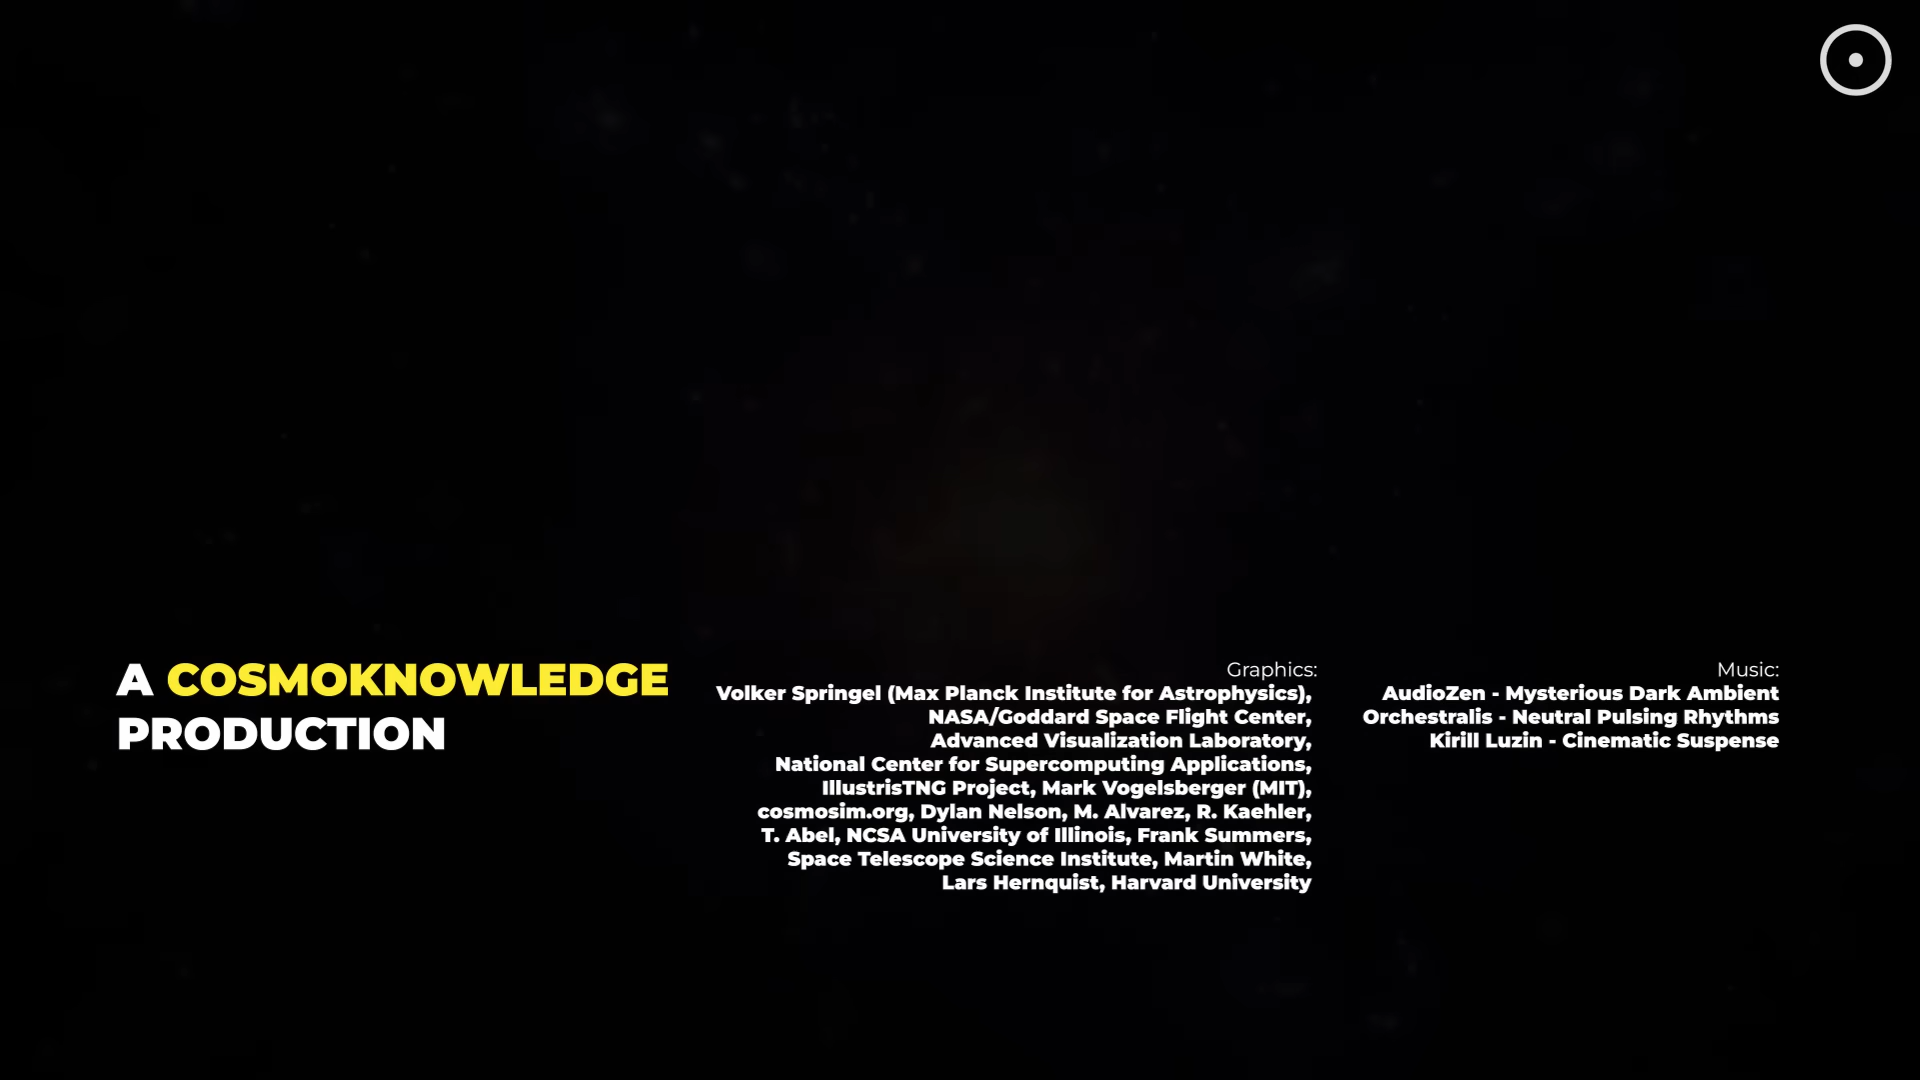 A COSMOKNOWLEDGE
PRODUCTION
Graphics:
Volker Springel (Max Planck Institute for Astrophysics),
NASA/Goddard Space Flight Center,
Advanced Visualization Laboratory,
National Center for Supercomputing Applications,
IllustrisTNG Project, Mark Vogelsberger (MIT),
cosmosim.org, Dylan Nelson, M. Alvarez, R. Kaehler,
T. Abel, NCSA University of Illinois, Frank Summers,
Space Telescope Science Institute, Martin White,
Lars Hernquist, Harvard University
Music:
AudioZen - Mysterious Dark Ambient
Orchestralis - Neutral Pulsing Rhythms
Kirill Luzin - Cinematic Suspense